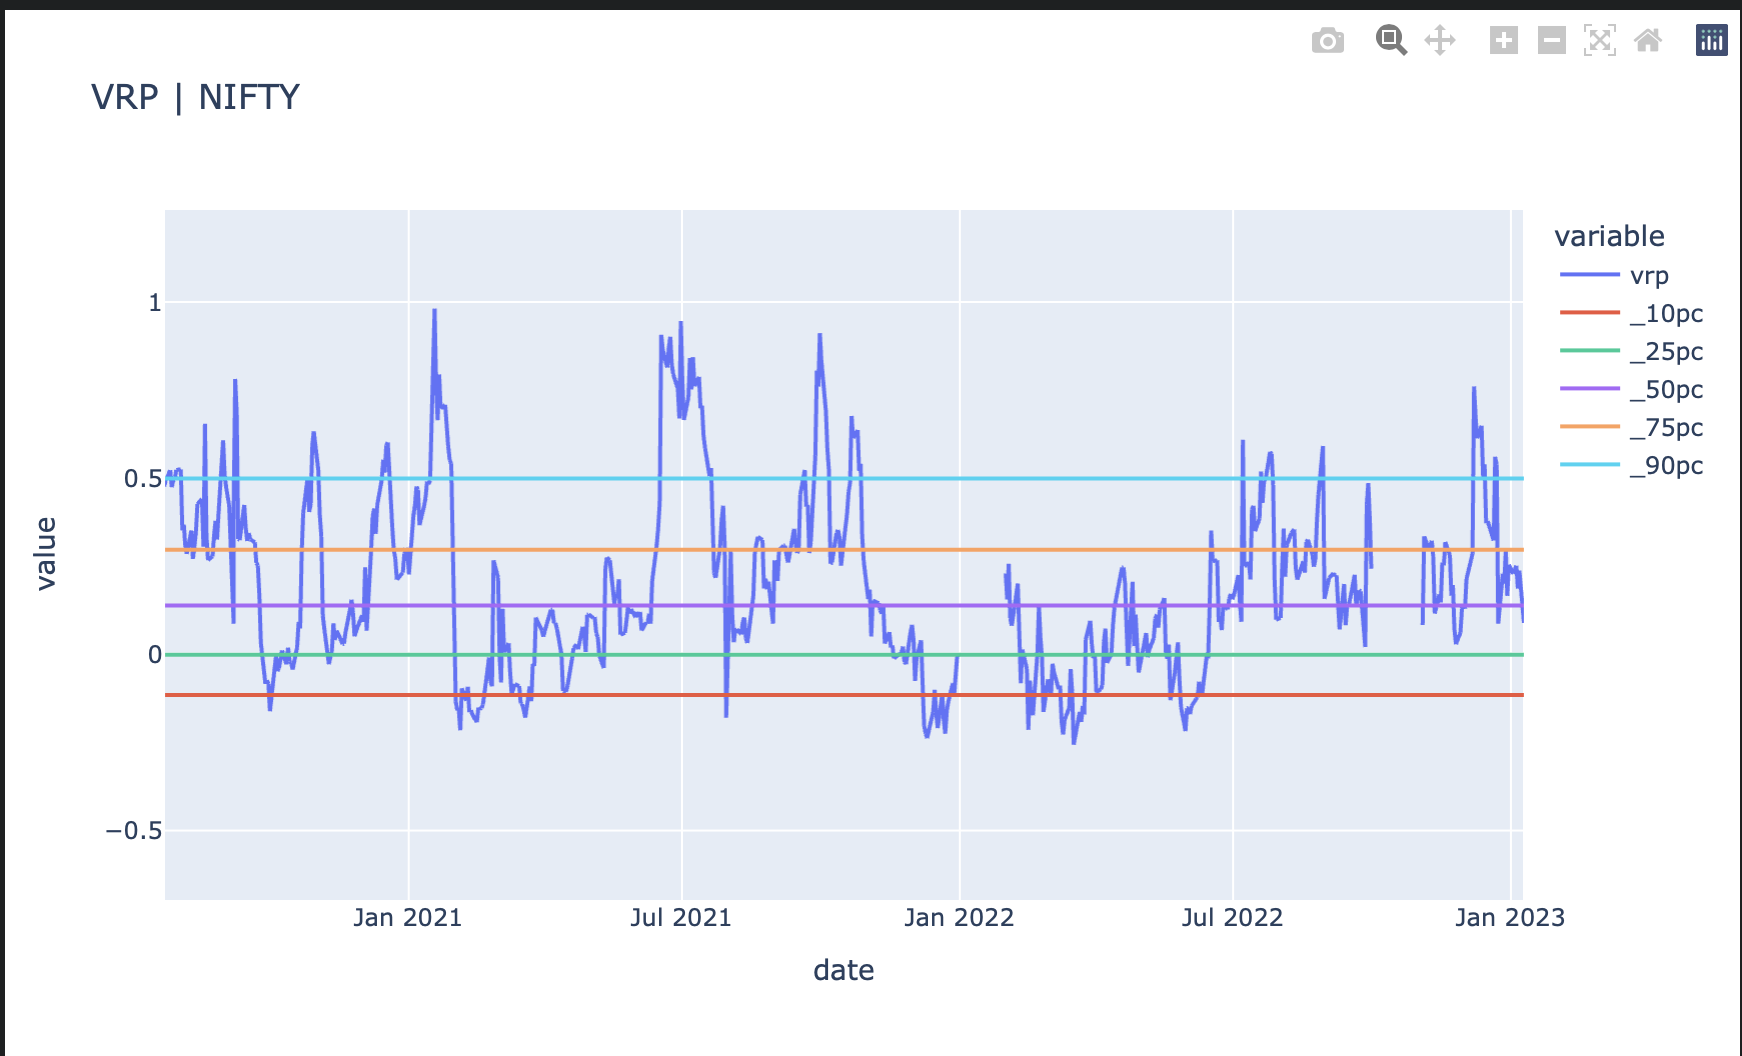 VRP | NIFTY
variable
vrp
_10pc
_25pc
_50pc
_75pc
_90pc
value
1
0.5
0
−0.5
Jan 2021
Jul 2021
Jan 2022
Jul 2022
Jan 2023
date